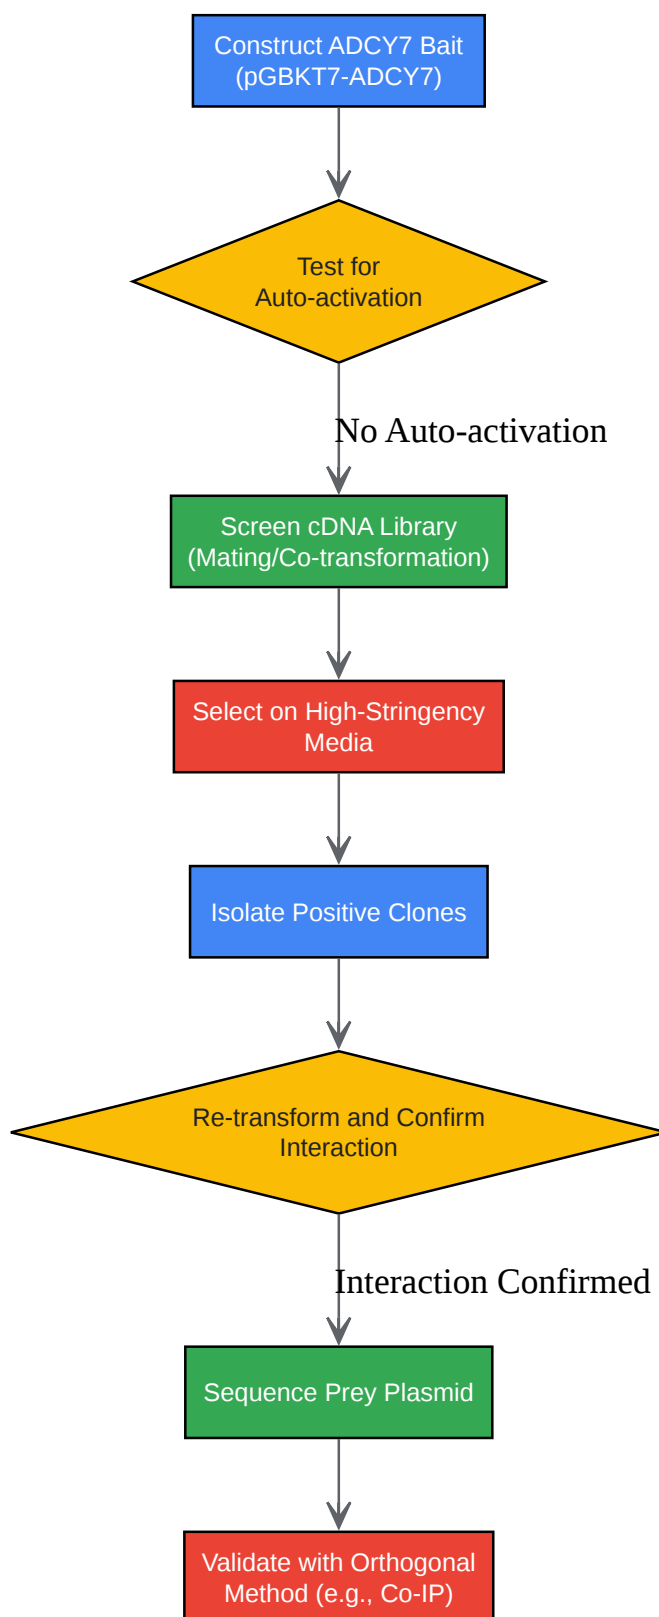 Construct ADCY7 Bait
(pGBKT7-ADCY7)
Test for
Auto-activation
No Auto-activation
Screen cDNA Library
(Mating/Co-transformation)
Select on High-Stringency
Media
Isolate Positive Clones
Re-transform and Confirm
Interaction
Interaction Confirmed
Sequence Prey Plasmid
Validate with Orthogonal
Method (e.g., Co-IP)